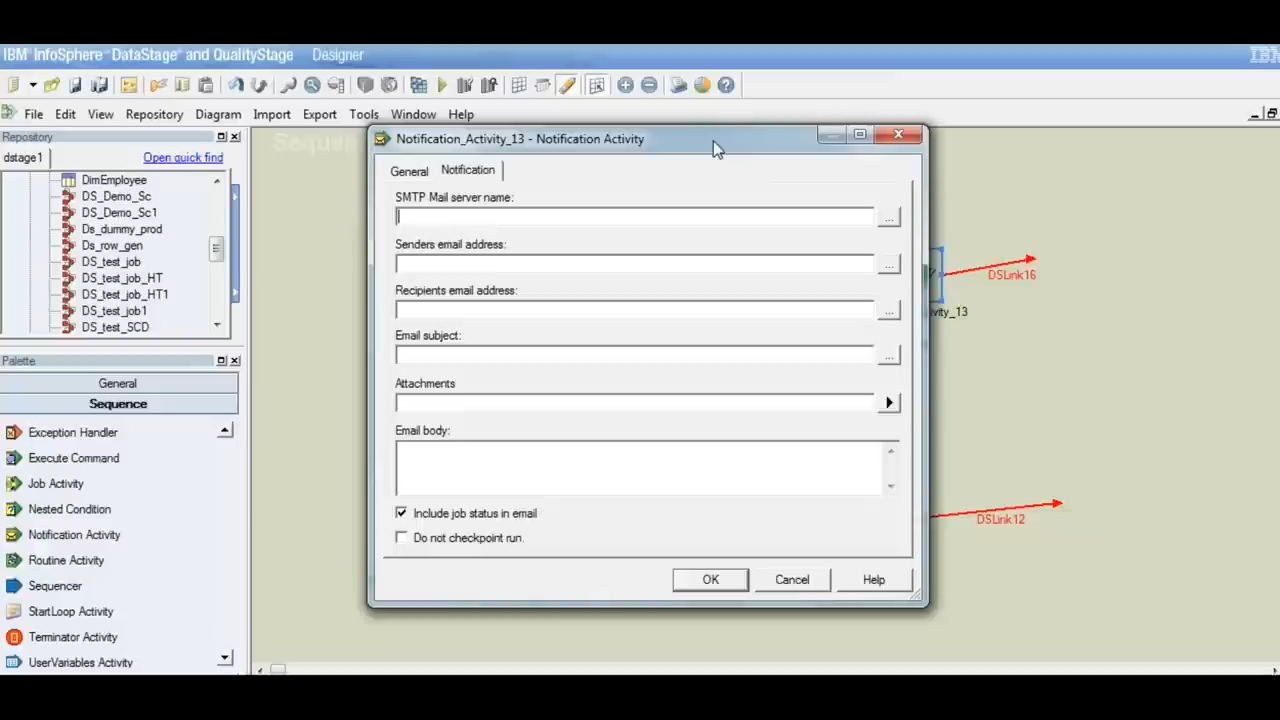 IBM InfoSphere DataStage and QualityStage Designer
IBM
File Edit View Repository Diagram Import Export Tools Window Help
Repository
dstage1
Open quick find
DimEmployee
DS_Demo_Sc
DS_Demo_Sc1
Ds_dummy_prod
Ds_row_gen
DS_test_job
DS_test_job_HT
DS_test_job_HT1
DS_test_job1
DS_test_SCD
Palette
General
Sequence
Exception Handler
Execute Command
Job Activity
Nested Condition
Notification Activity
Routine Activity
Sequencer
StartLoop Activity
Terminator Activity
UserVariables Activity
Notification_Activity_13 - Notification Activity
General
Notification
SMTP Mail server name:
...
Senders email address:
...
Recipients email address:
...
Email subject:
...
Attachments
Email body:
Include job status in email
Do not checkpoint run.
OK
Cancel
Help
DSLink16
ivity_13
DSLink12